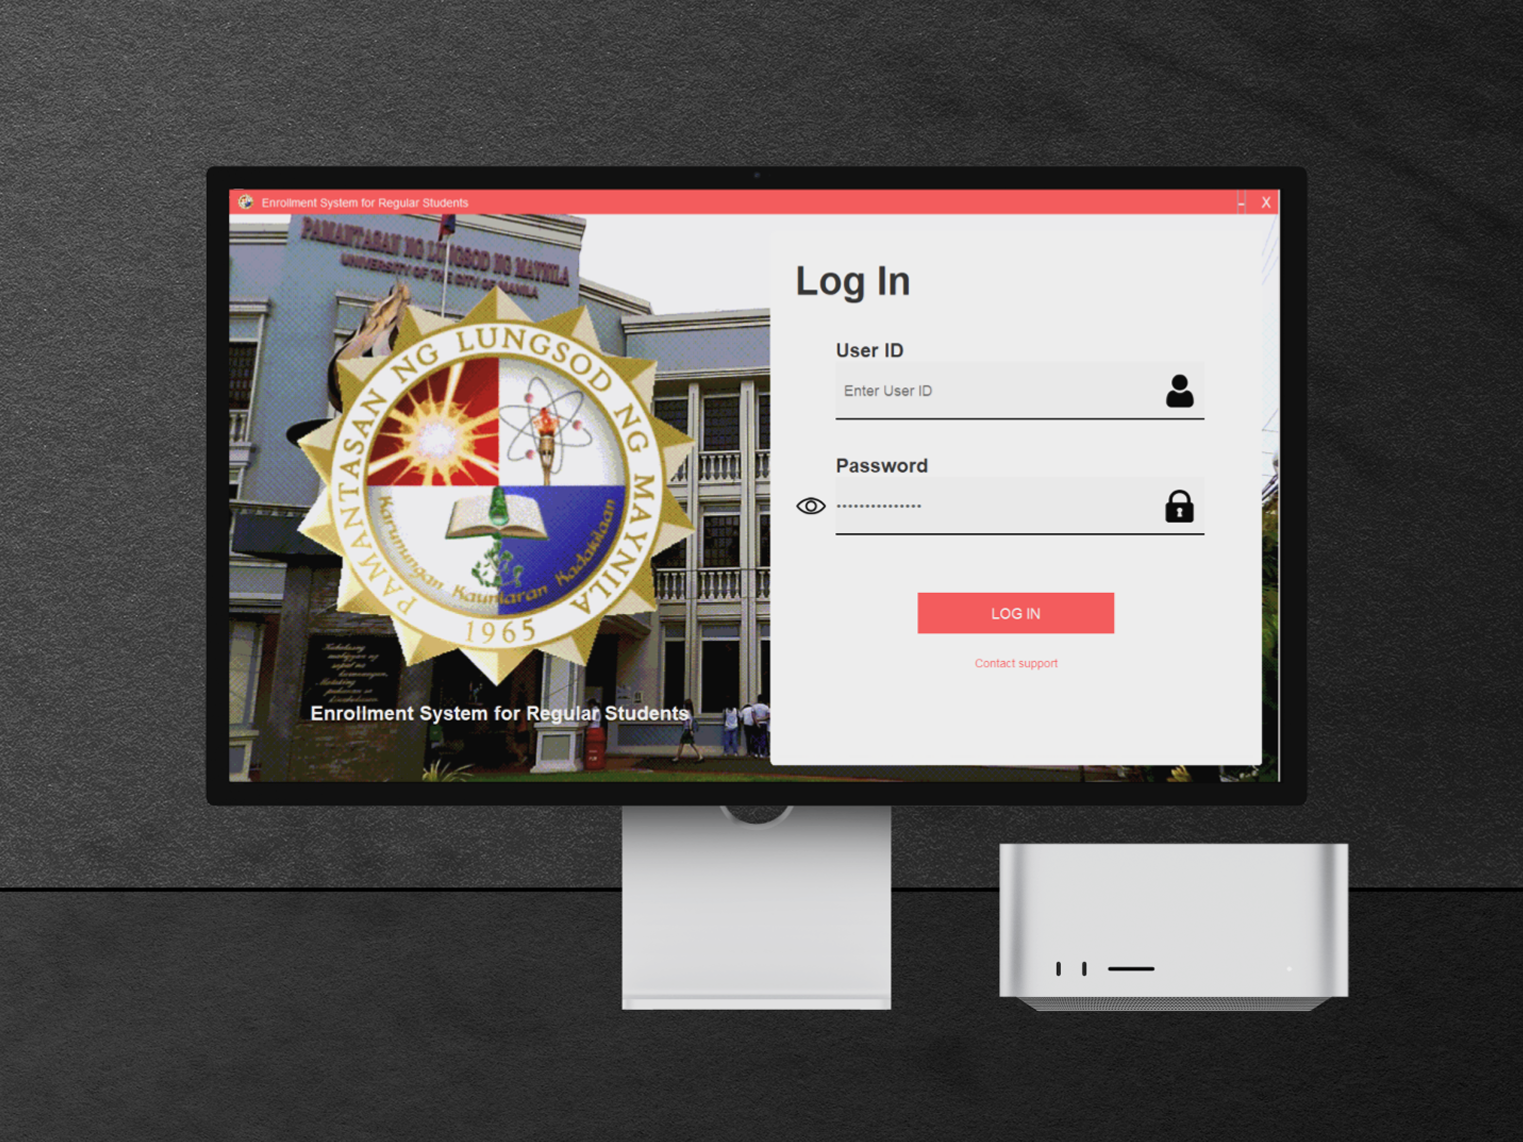 Enrollment System for Regular Students
- X
PAMANTASAN NG LUNGSOD NG MAYNILA
UNIVERSITY OF THE CITY OF MANILA
PAMANTASAN NG LUNGSOD NG MAYNILA
Karunungan Kaunlaran Kadakilaan
1965
Enrollment System for Regular Students
Log In
User ID
Enter User ID
Password
LOG IN
Contact support